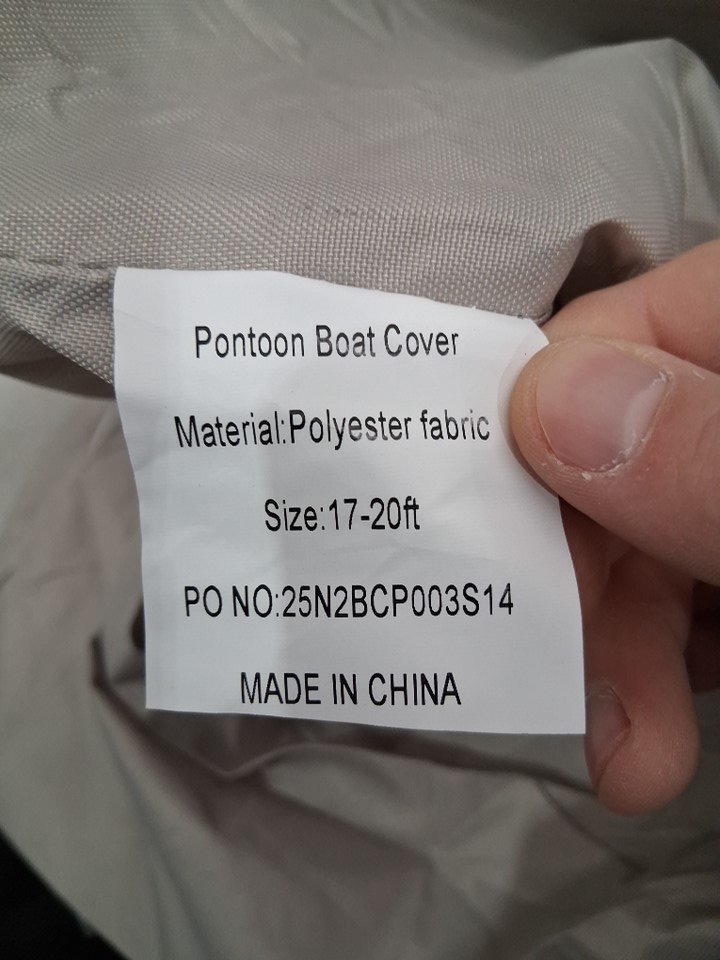 Pontoon Boat Cover
Material:Polyester fabric
Size:17-20ft
PO NO:25N2BCP003S14
MADE IN CHINA